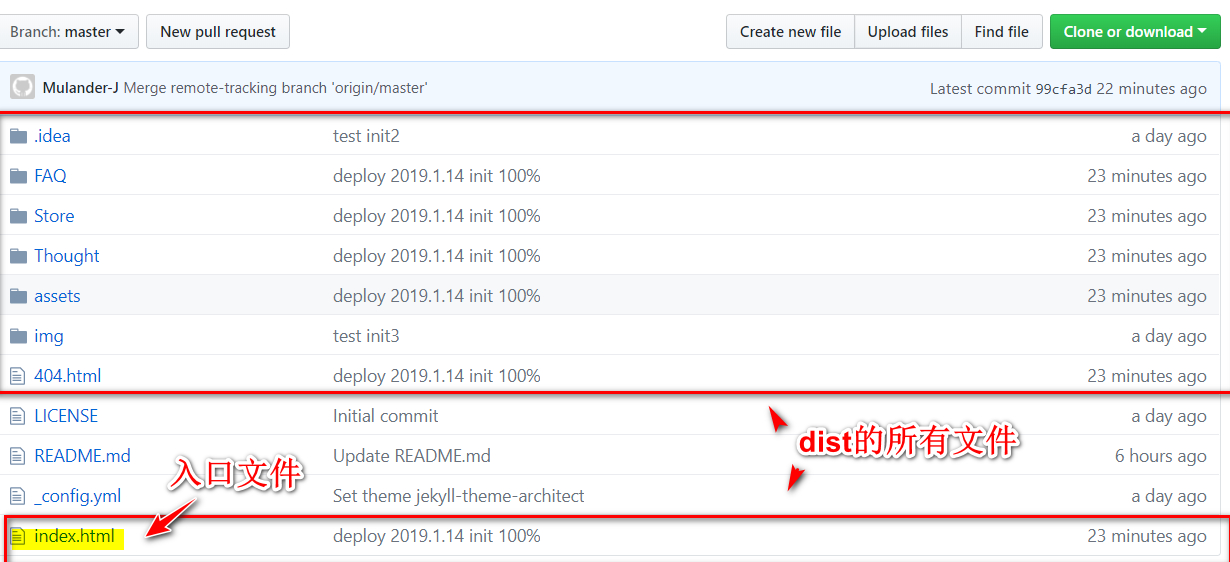 Branch: master New pull request Create new file Upload files Find file Clone or download
Mulander-J Merge remote-tracking branch 'origin/master' Latest commit 99cfa3d 22 minutes ago
.idea test init2 a day ago
FAQ deploy 2019.1.14 init 100% 23 minutes ago
Store deploy 2019.1.14 init 100% 23 minutes ago
Thought deploy 2019.1.14 init 100% 23 minutes ago
assets deploy 2019.1.14 init 100% 23 minutes ago
img test init3 a day ago
404.html deploy 2019.1.14 init 100% 23 minutes ago
LICENSE Initial commit a day ago
dist的所有文件
README.md Update README.md 6 hours ago
入口文件
_config.yml Set theme jekyll-theme-architect a day ago
index.html deploy 2019.1.14 init 100% 23 minutes ago